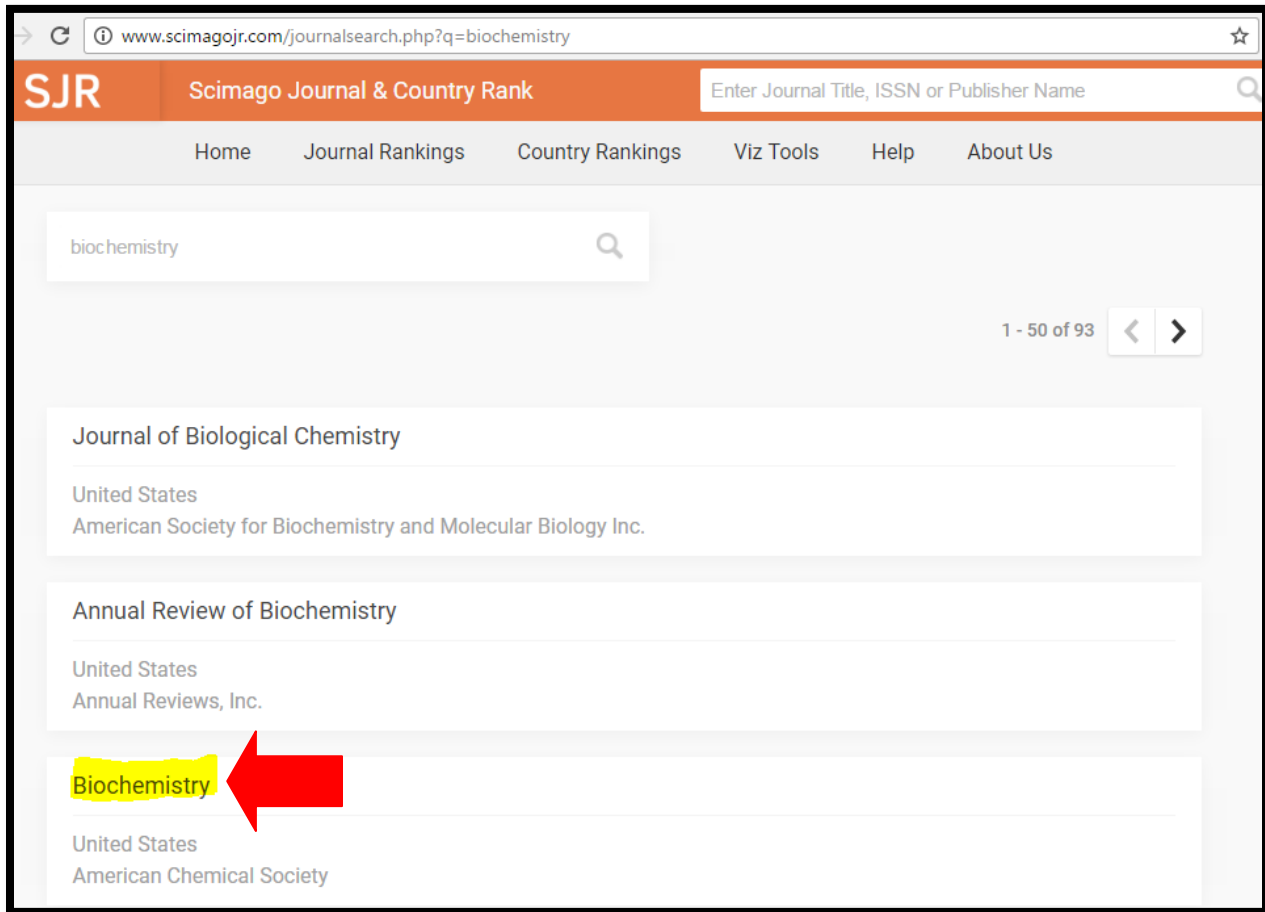 www.scimagojr.com/journalsearch.php?q=biochemistry
SJR Scimago Journal & Country Rank Enter Journal Title, ISSN or Publisher Name
Home Journal Rankings Country Rankings Viz Tools Help About Us
biochemistry
1 - 50 of 93
Journal of Biological Chemistry
United States
American Society for Biochemistry and Molecular Biology Inc.
Annual Review of Biochemistry
United States
Annual Reviews, Inc.
Biochemistry
United States
American Chemical Society